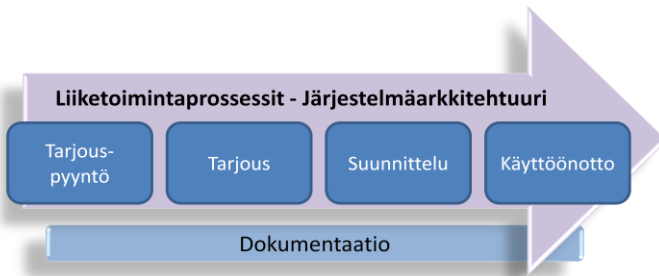 Liiketoimintaprossessit - Järjestelmäarkkitehtuuri
Tarjous-
pyyntö
Tarjous
Suunnittelu
Käyttöönotto
Dokumentaatio